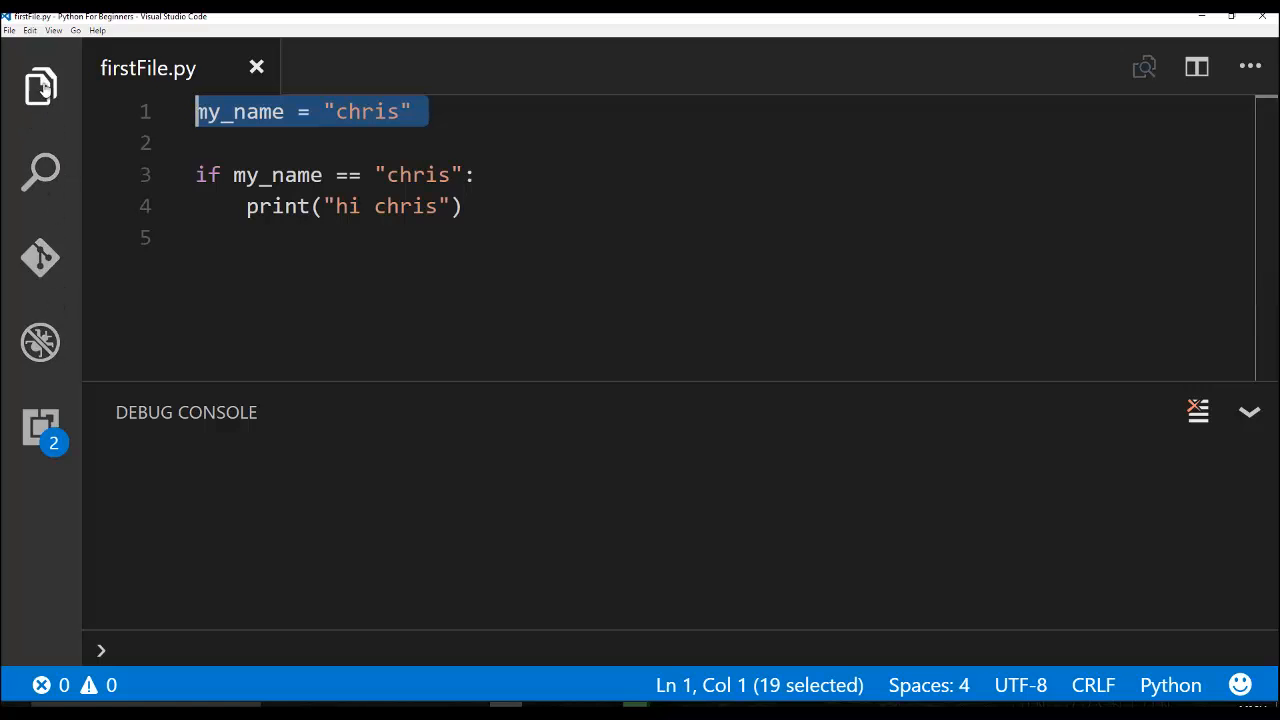 firstFile.py - Python For Beginners - Visual Studio Code
File Edit View Go Help
firstFile.py
1 my_name = "chris"
2
3 if my_name == "chris":
4     print("hi chris")
5
DEBUG CONSOLE
2
0 0 Ln 1, Col 1 (19 selected) Spaces: 4 UTF-8 CRLF Python